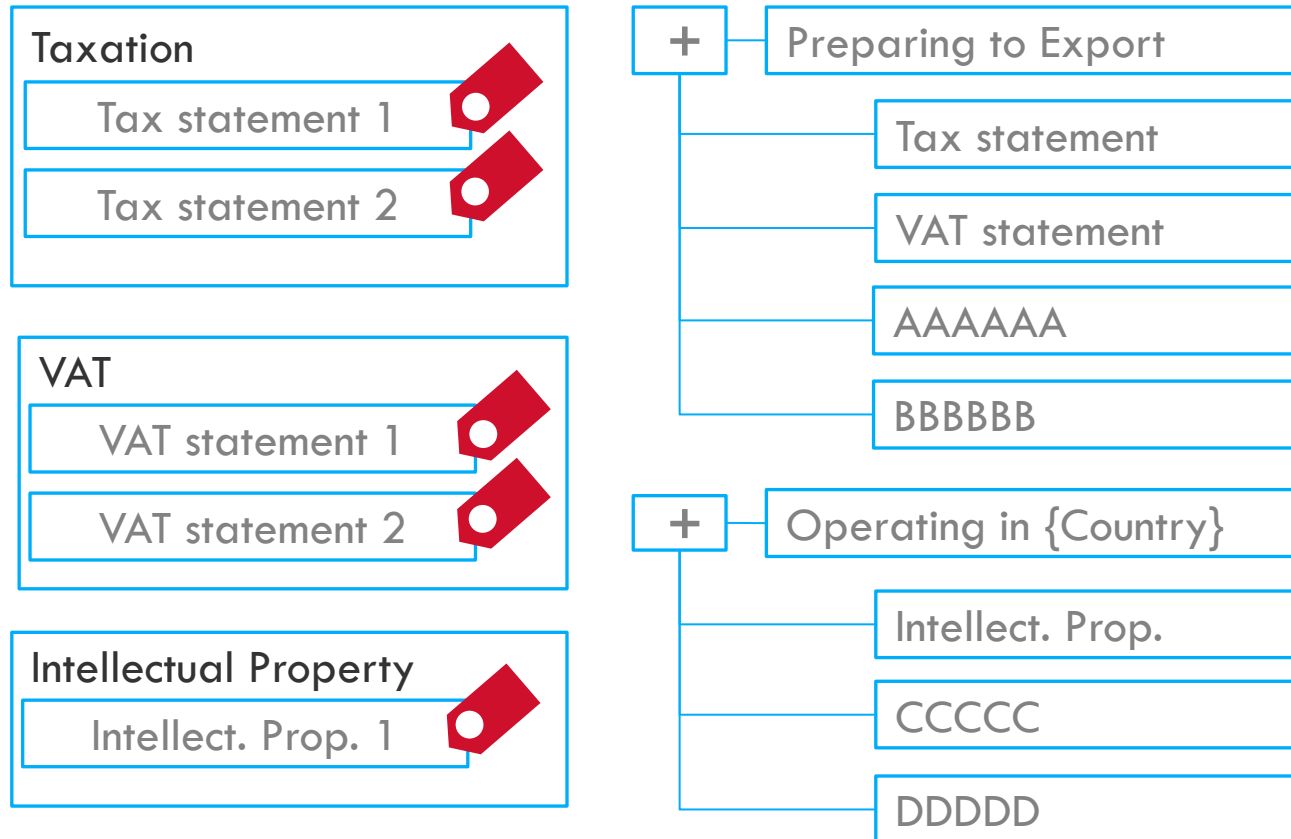 Taxation
Tax statement 1
Tax statement 2
VAT
VAT statement 1
VAT statement 2
Intellectual Property
Intellect. Prop. 1
+ Preparing to Export
Tax statement
VAT statement
AAAAAA
BBBBBB
+ Operating in {Country}
Intellect. Prop.
CCCCC
DDDDD